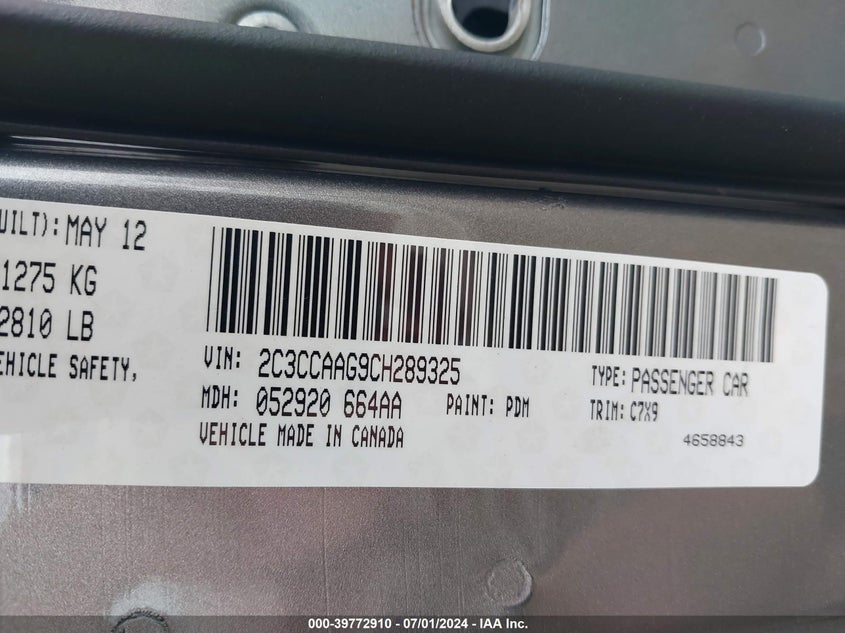 UILT): MAY 12
1275 KG
2810 LB
EHICLE SAFETY,
VIN: 2C3CCAAG9CH289325
TYPE: PASSENGER CAR
MDH: 052920 664AA
PAINT: PDM
TRIM: C7X9
VEHICLE MADE IN CANADA
4658843
000-39772910 - 07/01/2024 - IAA Inc.